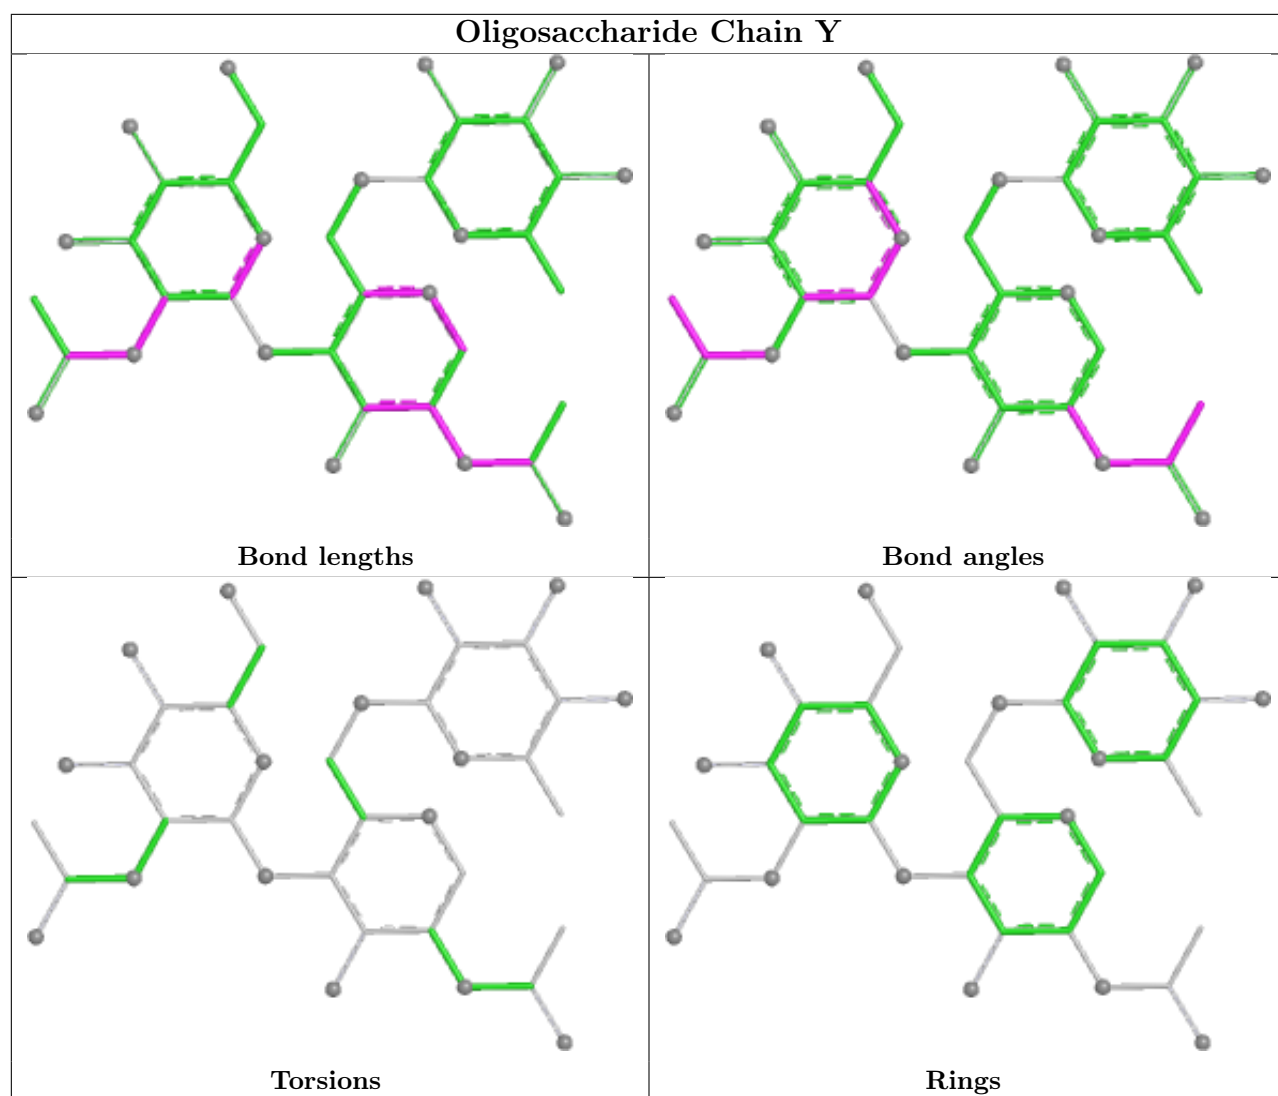 Oligosaccharide Chain Y
Bond lengths
Bond angles
Torsions
Rings